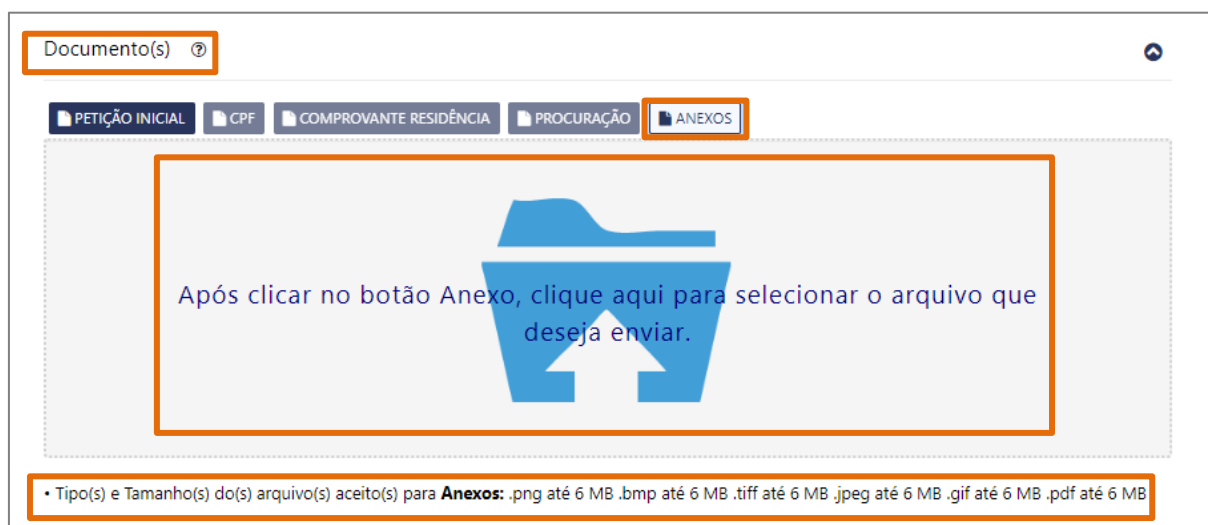 Documento(s) ?
PETIÇÃO INICIAL CPF COMPROVANTE RESIDÊNCIA PROCURAÇÃO ANEXOS
Após clicar no botão Anexo, clique aqui para selecionar o arquivo que
deseja enviar.
• Tipo(s) e Tamanho(s) do(s) arquivo(s) aceito(s) para Anexos: .png até 6 MB .bmp até 6 MB .tiff até 6 MB .jpeg até 6 MB .gif até 6 MB .pdf até 6 MB